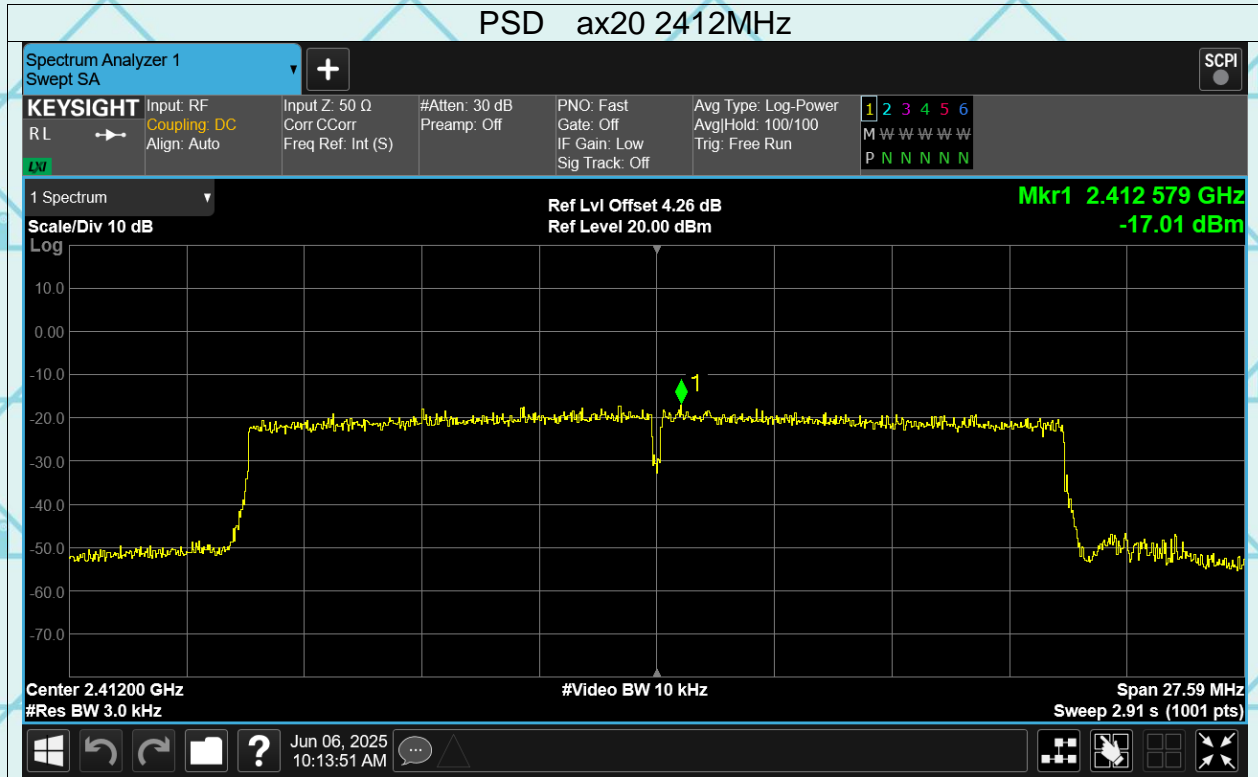 PSD ax20 2412MHz
Spectrum Analyzer 1
Swept SA
SCPI
KEYSIGHT
RL
LXI
Input: RF
Coupling: DC
Align: Auto
Input Z: 50 Ω
Corr CCorr
Freq Ref: Int (S)
#Atten: 30 dB
Preamp: Off
PNO: Fast
Gate: Off
IF Gain: Low
Sig Track: Off
Avg Type: Log-Power
Avg|Hold: 100/100
Trig: Free Run
1 2 3 4 5 6
M W W W W W
P N N N N N
1 Spectrum
Scale/Div 10 dB
Ref Lvl Offset 4.26 dB
Ref Level 20.00 dBm
Mkr1 2.412 579 GHz
-17.01 dBm
Log
10.0
0.00
-10.0
-20.0
-30.0
-40.0
-50.0
-60.0
-70.0
1
Center 2.41200 GHz
#Res BW 3.0 kHz
#Video BW 10 kHz
Span 27.59 MHz
Sweep 2.91 s (1001 pts)
?
Jun 06, 2025
10:13:51 AM